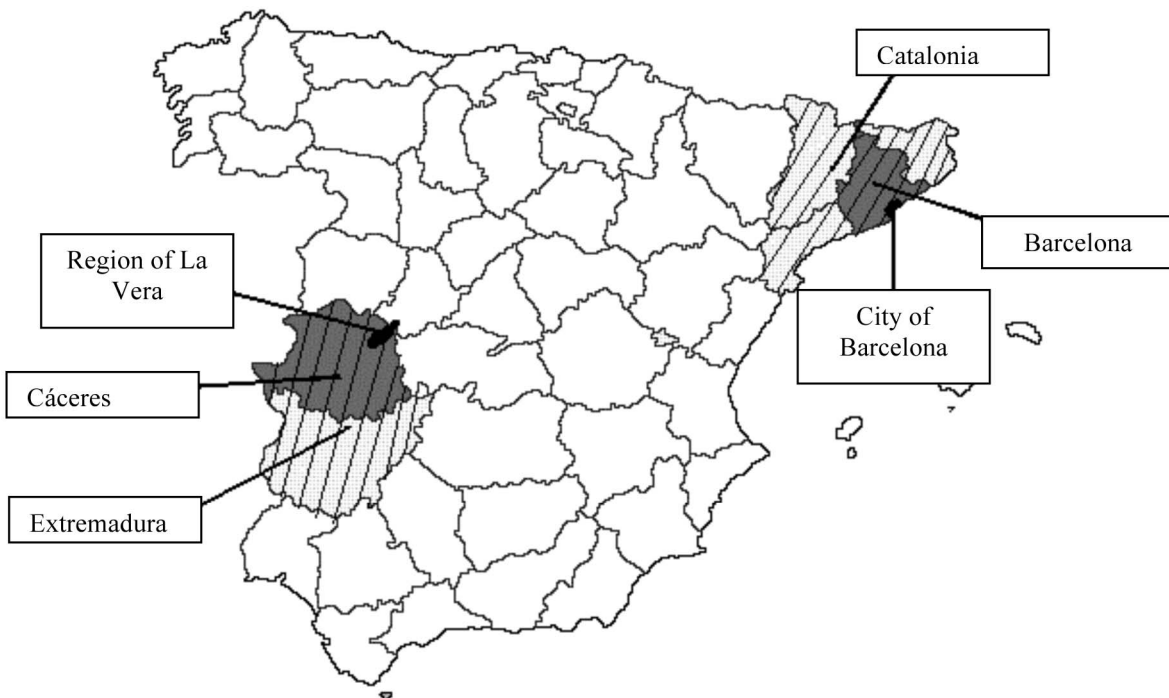 Catalonia
Region of La
Vera
Barcelona
City of
Barcelona
Cáceres
Extremadura